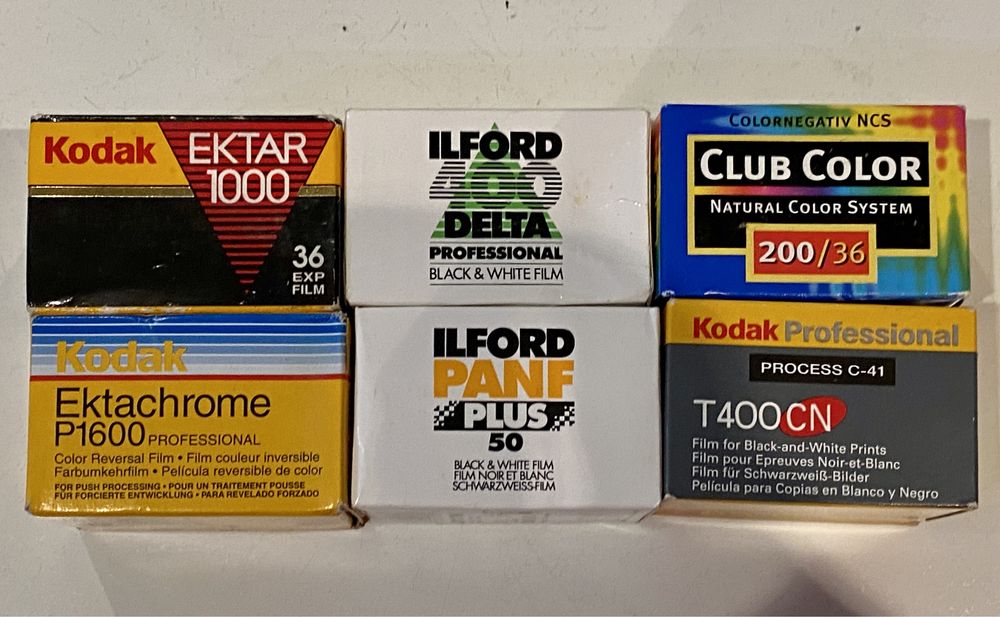 Kodak
EKTAR
1000
36
EXP
FILM
ILFORD
400
DELTA
PROFESSIONAL
BLACK & WHITE FILM
COLORNEGATIV NCS
CLUB COLOR
NATURAL COLOR SYSTEM
200/36
Kodak
Ektachrome
P1600 PROFESSIONAL
Color Reversal Film • Film couleur inversible
Farbumkehrfilm • Película reversible de color
FOR PUSH PROCESSING • POUR UN TRAITEMENT POUSSE
FÜR FORCIERTE ENTWICKLUNG • PARA REVELADO FORZADO
ILFORD
PANF
PLUS
50
BLACK & WHITE FILM
FILM NOIR ET BLANC
SCHWARZWEISS-FILM
Kodak Professional
PROCESS C-41
T400CN
Film for Black-and-White Prints
Film pour Epreuves Noir-et-Blanc
Film für Schwarzweiß-Bilder
Película para Copias en Blanco y Negro